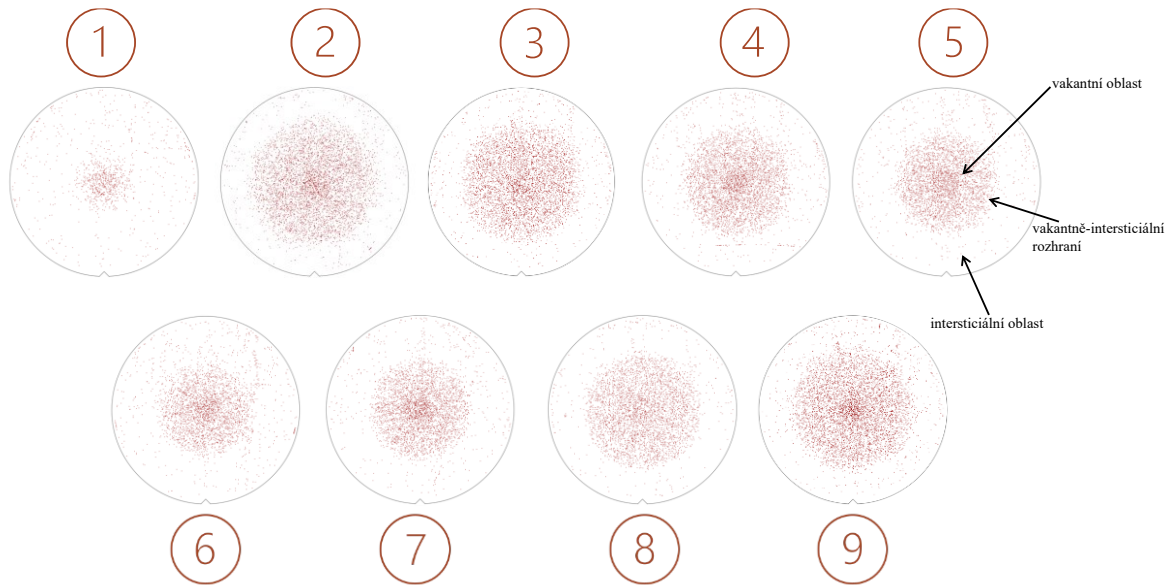 1
2
3
4
5
vakantní oblast
vakantně-intersticiální
rozhraní
intersticiální oblast
6
7
8
9